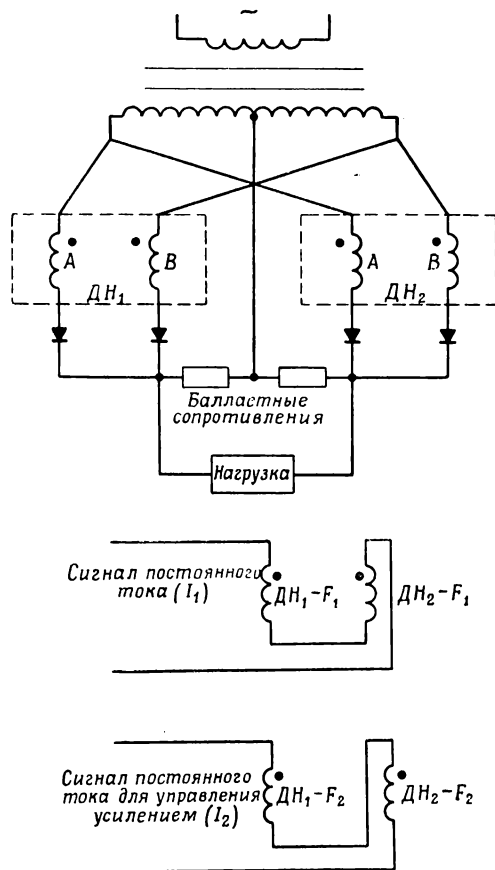 ~
A
B
ДН₁
A
B
ДН₂
Балластные
сопротивления
Нагрузка
Сигнал постоянного
тока (I₁)
ДН₁–F₁
ДН₂–F₁
Сигнал постоянного
тока для управления
усилением (I₂)
ДН₁–F₂
ДН₂–F₂